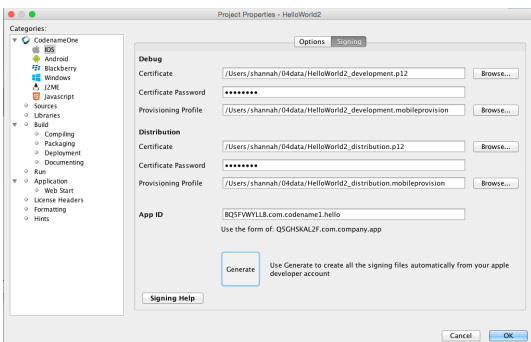 Project Properties - HelloWorld2
Categories:
CodenameOne
iOS
Android
Blackberry
Windows
J2ME
Javascript
Sources
Libraries
Build
Compiling
Packaging
Deployment
Documenting
Run
Application
Web Start
License Headers
Formatting
Hints
Options Signing
Debug
Certificate /Users/shannah/04data/HelloWorld2_development.p12 Browse...
Certificate Password ••••••••
Provisioning Profile /Users/shannah/04data/HelloWorld2_development.mobileprovision Browse...
Distribution
Certificate /Users/shannah/04data/HelloWorld2_distribution.p12 Browse...
Certificate Password ••••••••
Provisioning Profile /Users/shannah/04data/HelloWorld2_distribution.mobileprovision Browse...
App ID BQ5FVWYLLB.com.codename1.hello
Use the form of: Q5GHSKAL2F.com.company.app
Generate Use Generate to create all the signing files automatically from your apple
developer account
Signing Help
Cancel OK